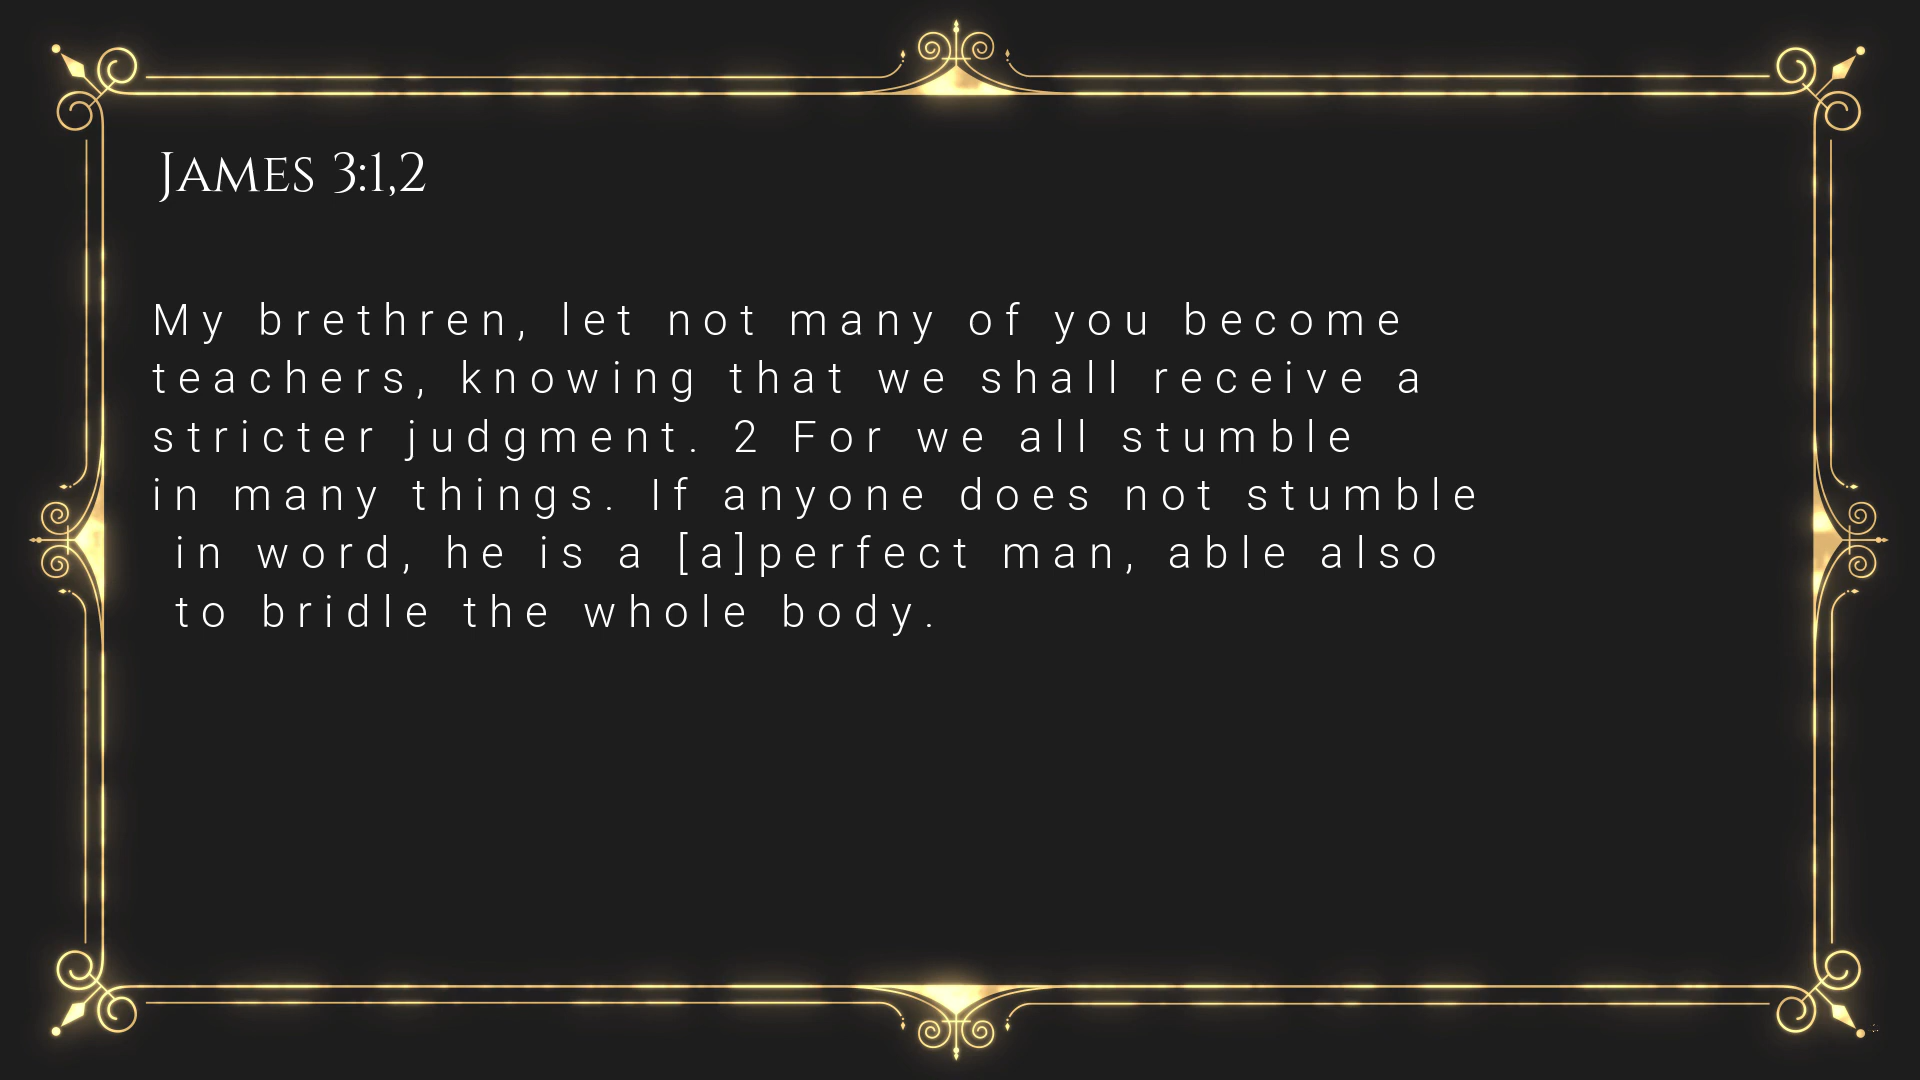 James 3:1,2
My brethren, let not many of you become
teachers, knowing that we shall receive a
stricter judgment. 2 For we all stumble
in many things. If anyone does not stumble
in word, he is a [a]perfect man, able also
to bridle the whole body.